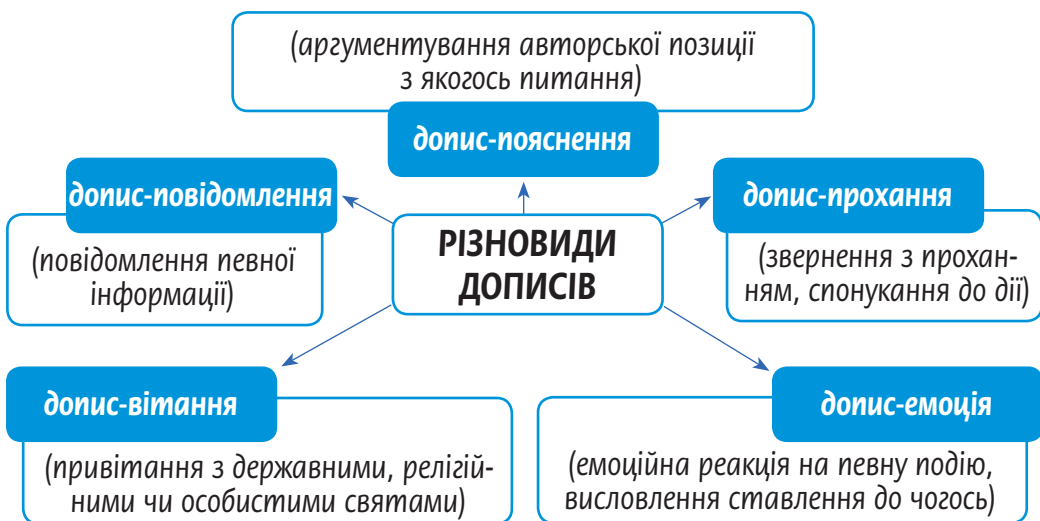 (аргументування авторської позиції
з якогось питання)
допис-пояснення
допис-повідомлення
(повідомлення певної
інформації)
РІЗНОВИДИ
ДОПИСІВ
допис-прохання
(звернення з прохан-
ням, спонукання до дії)
допис-вітання
(привітання з державними, релігій-
ними чи особистими святами)
допис-емоція
(емоційна реакція на певну подію,
висловлення ставлення до чогось)